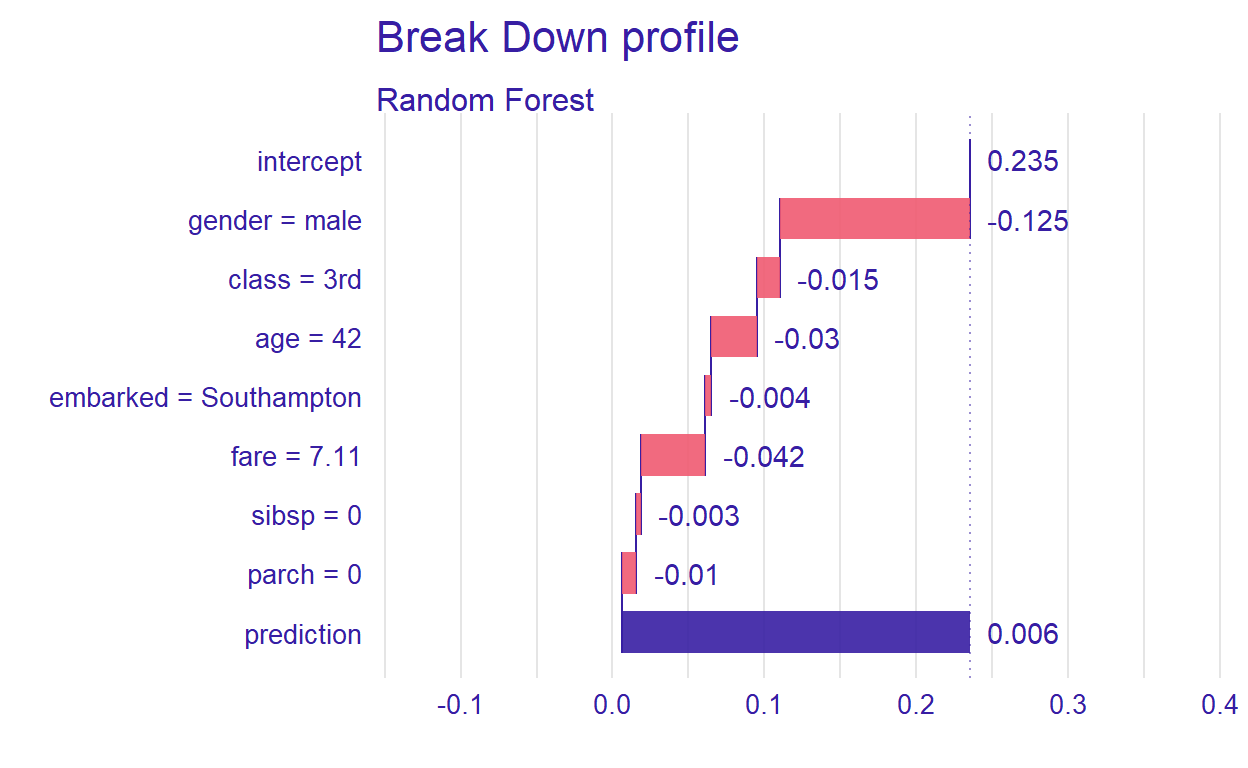 Break Down profile
Random Forest
intercept 0.235
gender = male -0.125
class = 3rd -0.015
age = 42 -0.03
embarked = Southampton -0.004
fare = 7.11 -0.042
sibsp = 0 -0.003
parch = 0 -0.01
prediction 0.006
-0.1 0.0 0.1 0.2 0.3 0.4